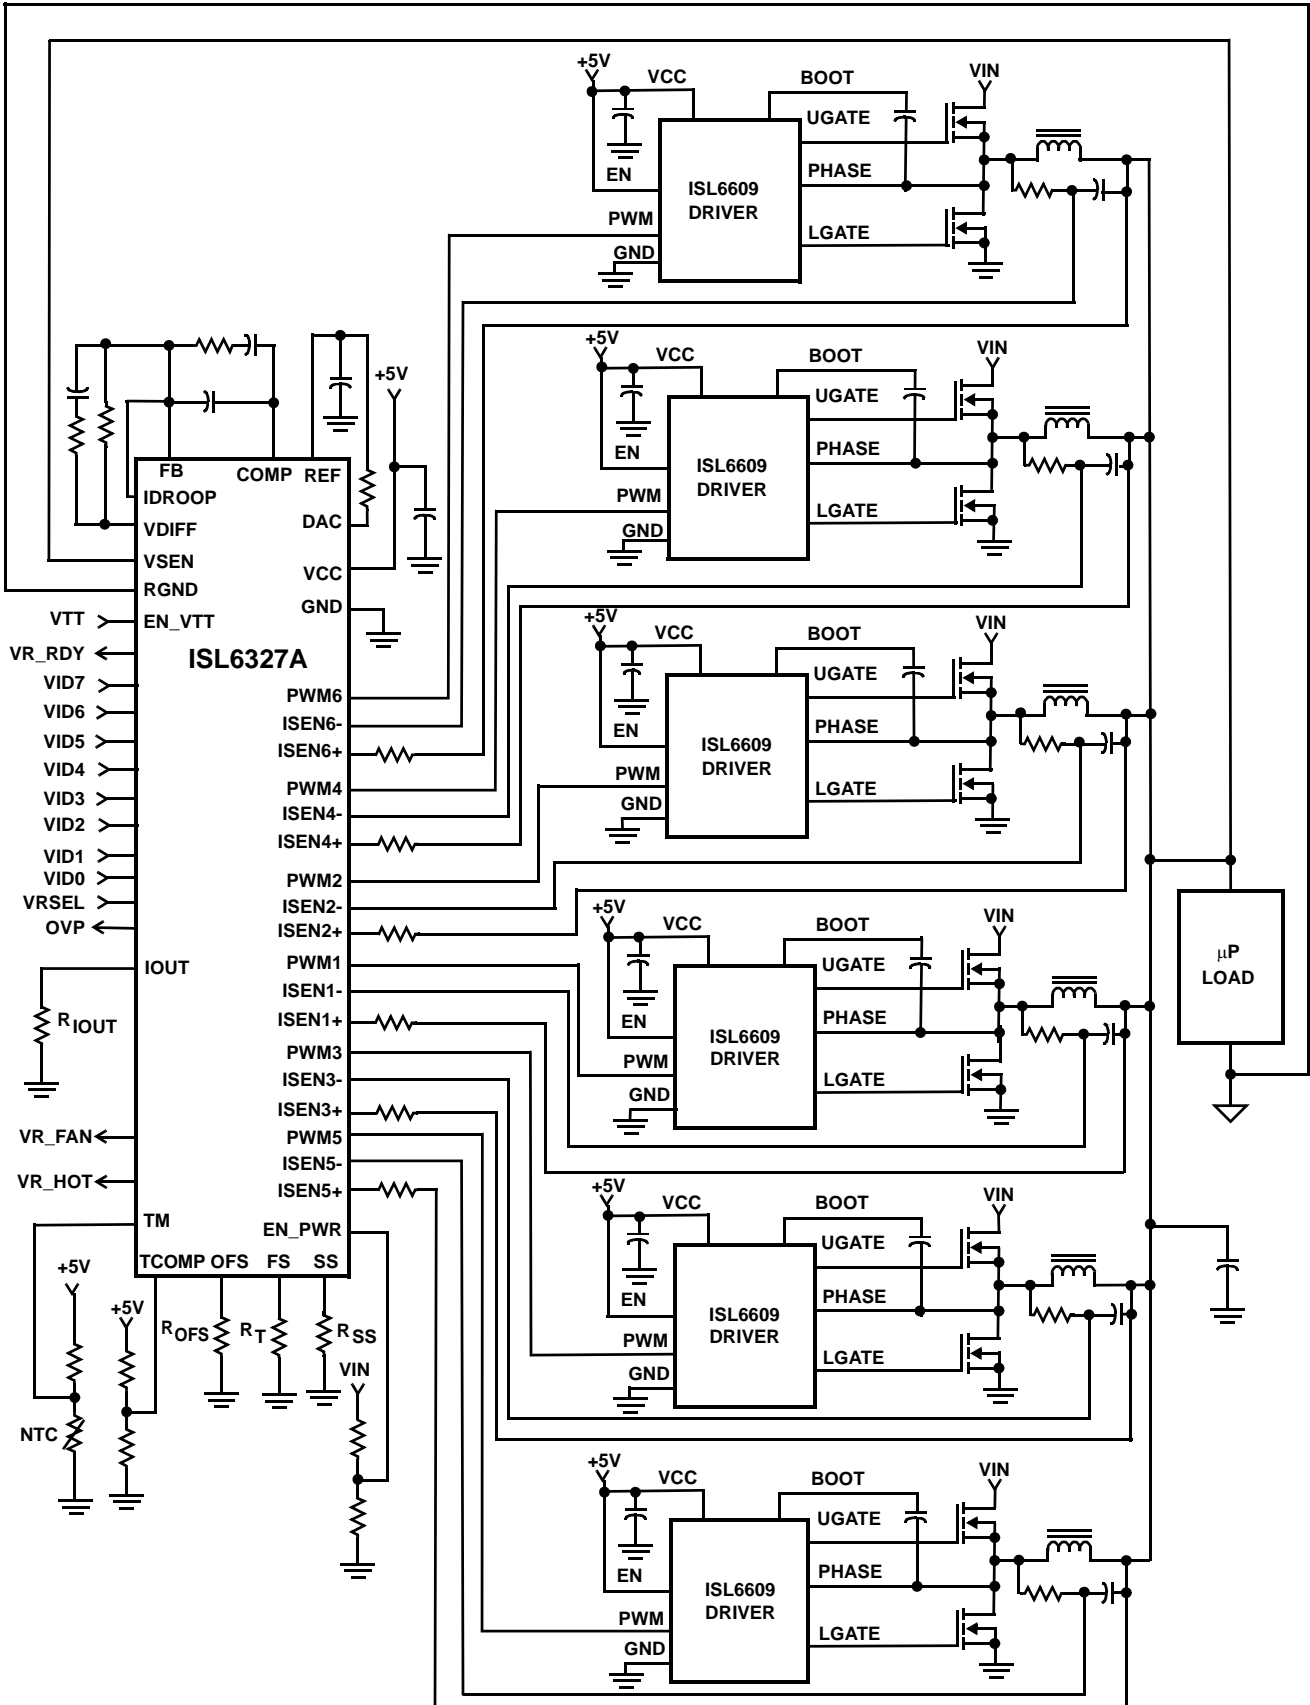 +5V
VCC
BOOT
VIN
UGATE
EN
PHASE
ISL6609
DRIVER
PWM
LGATE
GND
+5V
VCC
BOOT
VIN
UGATE
EN
PHASE
ISL6609
DRIVER
PWM
LGATE
GND
+5V
VCC
BOOT
VIN
UGATE
EN
PHASE
ISL6609
DRIVER
PWM
LGATE
GND
+5V
VCC
BOOT
VIN
UGATE
EN
PHASE
ISL6609
DRIVER
PWM
LGATE
GND
+5V
VCC
BOOT
VIN
UGATE
EN
PHASE
ISL6609
DRIVER
PWM
LGATE
GND
+5V
VCC
BOOT
VIN
UGATE
EN
PHASE
ISL6609
DRIVER
PWM
LGATE
GND
μP
LOAD
+5V
FB
COMP
REF
IDROOP
VDIFF
DAC
VSEN
VCC
RGND
GND
VTT
EN_VTT
VR_RDY
ISL6327A
VID7
VID6
VID5
VID4
VID3
VID2
VID1
VID0
VRSEL
OVP
PWM6
ISEN6-
ISEN6+
PWM4
ISEN4-
ISEN4+
PWM2
ISEN2-
ISEN2+
PWM1
ISEN1-
ISEN1+
PWM3
ISEN3-
ISEN3+
PWM5
ISEN5-
ISEN5+
EN_PWR
IOUT
RIOUT
VR_FAN
VR_HOT
TM
TCOMP
OFS
FS
SS
+5V
+5V
ROFS
RT
RSS
VIN
NTC